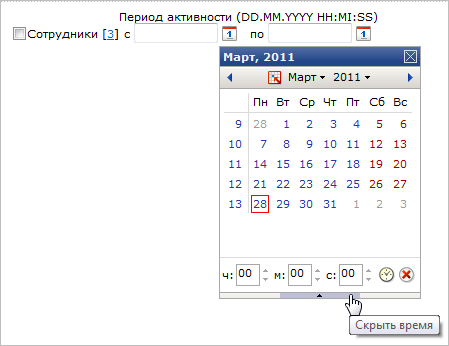 Период активности (DD.MM.YYYY HH:MI:SS)
Сотрудники [3] с 1 по 1
Март, 2011
Март 2011
Пн Вт Ср Чт Пт Сб Вс
9 28 1 2 3 4 5 6
10 7 8 9 10 11 12 13
11 14 15 16 17 18 19 20
12 21 22 23 24 25 26 27
13 28 29 30 31 1 2 3
ч: 00 м: 00 с: 00
Скрыть время